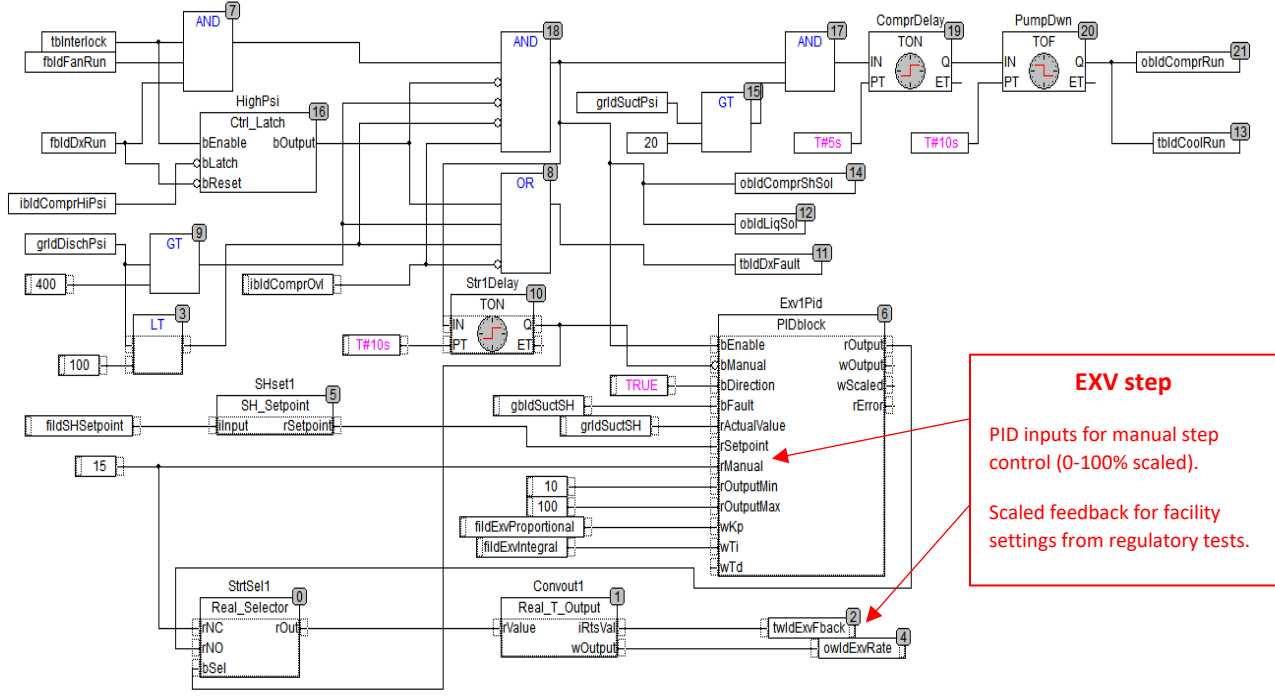 AND 7
tbInterlock
fbIdFanRun
fbIdDxRun
HighPsi
Ctrl_Latch 16
bEnable bOutput
bLatch
bReset
ibIdComprHiPsi
grIdDischPsi
GT 9
400
LT 3
100
AND 18
OR 8
ibIdComprOvl
Str1Delay
TON 10
IN Q
PT ET
T#10s
grIdSuctPsi
20
GT 15
AND 17
ComprDelay
TON 19
IN Q
PT ET
T#5s
PumpDwn
TOF 20
IN Q
PT ET
T#10s
21
obIdComprRun
13
tbIdCoolRun
14
obIdComprShSol
12
obIdLiqSol
11
tbIdDxFault
SHset1
SH_Setpoint 5
fiIdSHSetpoint
iInput rSetpoint
15
TRUE
gbIdSuctSH
grIdSuctSH
10
100
fiIdExvProportional
fiIdExvIntegral
Exv1Pid
PIDblock 6
bEnable rOutput
bManual wOutput
bDirection wScaled
bFault rError
rActualValue
rSetpoint
rManual
rOutputMin
rOutputMax
wKp
wTi
wTd
StrtSel1
Real_Selector 0
rNC rOut
rNO
bSel
Convout1
Real_T_Output 1
rValue iRtsVal
wOutput
2
twIdExvFback
4
owIdExvRate
EXV step
PID inputs for manual step
control (0-100% scaled).
Scaled feedback for facility
settings from regulatory tests.